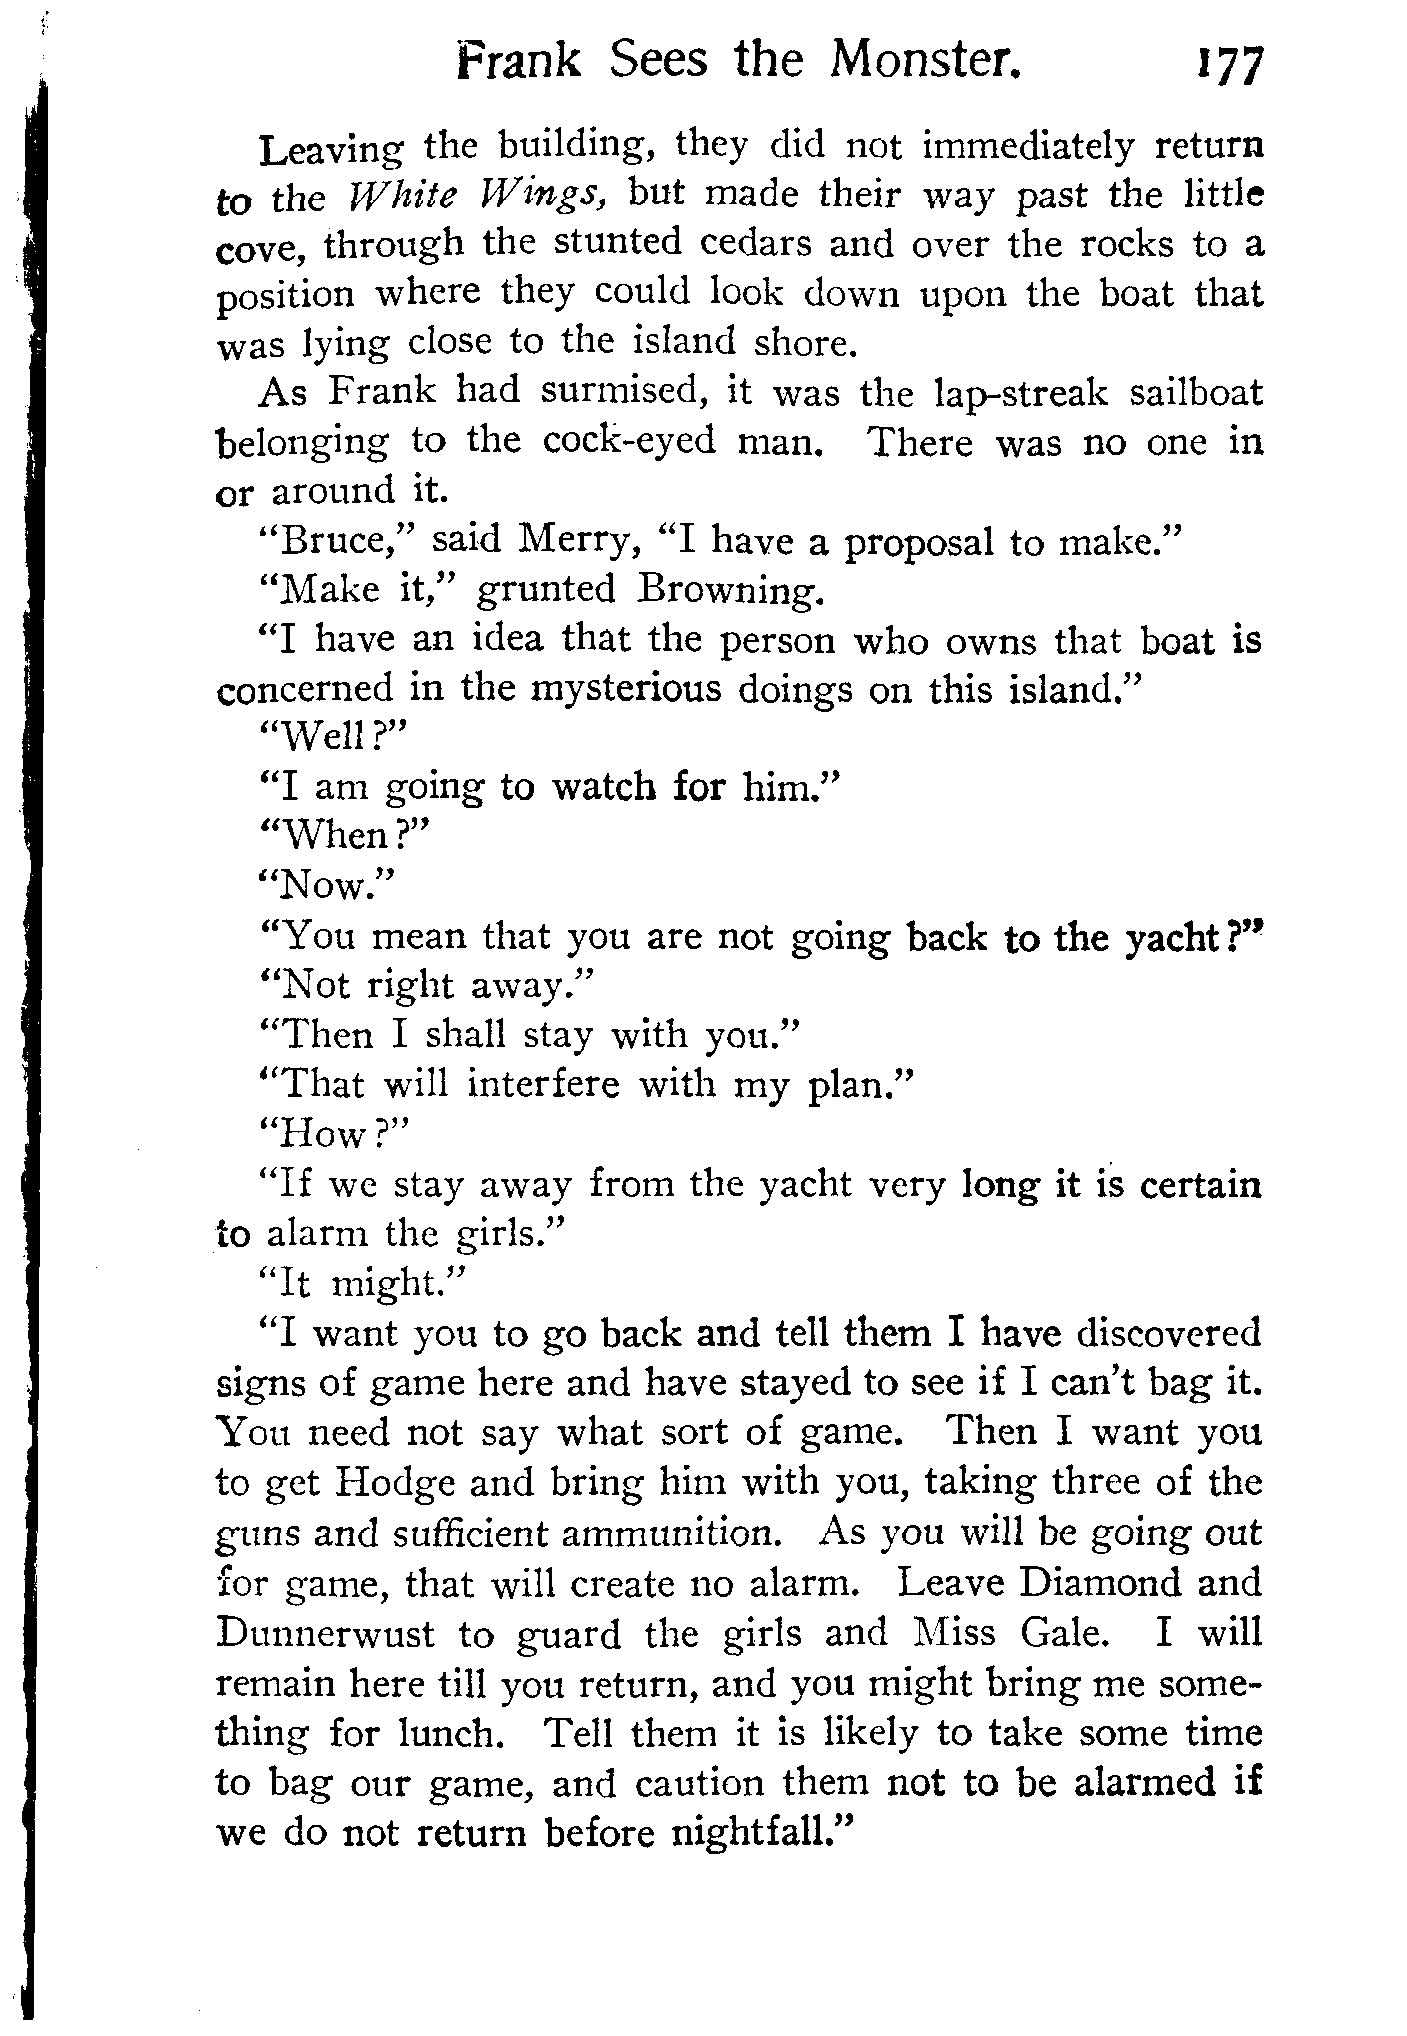 Frank Sees the Monster. 177
Leaving the building, they did not immediately return
to the White Wings, but made their way past the little
cove, through the stunted cedars and over the rocks to a
position where they could look down upon the boat that
was lying close to the island shore.
As Frank had surmised, it was the lap-streak sailboat
belonging to the cock-eyed man. There was no one in
or around it.
“Bruce,” said Merry, “I have a proposal to make.”
“Make it,” grunted Browning.
“I have an idea that the person who owns that boat is
concerned in the mysterious doings on this island.”
“Well?”
“I am going to watch for him.”
“When?”
“Now.”
“You mean that you are not going back to the yacht?”
“Not right away.”
“Then I shall stay with you.”
“That will interfere with my plan.”
“How?”
“If we stay away from the yacht very long it is certain
to alarm the girls.”
“It might.”
“I want you to go back and tell them I have discovered
signs of game here and have stayed to see if I can’t bag it.
You need not say what sort of game. Then I want you
to get Hodge and bring him with you, taking three of the
guns and sufficient ammunition. As you will be going out
for game, that will create no alarm. Leave Diamond and
Dunnerwust to guard the girls and Miss Gale. I will
remain here till you return, and you might bring me some-
thing for lunch. Tell them it is likely to take some time
to bag our game, and caution them not to be alarmed if
we do not return before nightfall.”